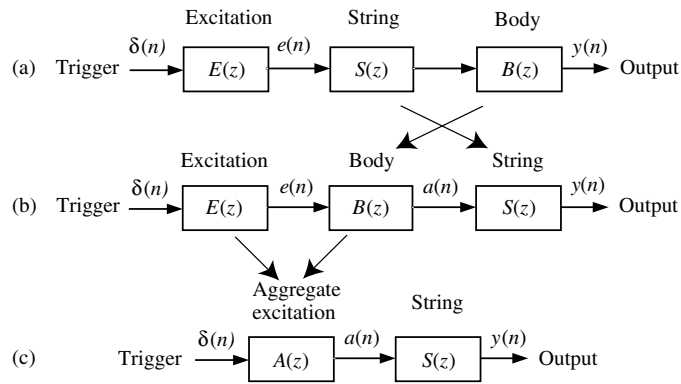 Excitation String Body
(a) Trigger δ(n) E(z) e(n) S(z) B(z) y(n) Output
Excitation Body String
(b) Trigger δ(n) E(z) e(n) B(z) a(n) S(z) y(n) Output
Aggregate
excitation
String
(c) Trigger δ(n) A(z) a(n) S(z) y(n) Output